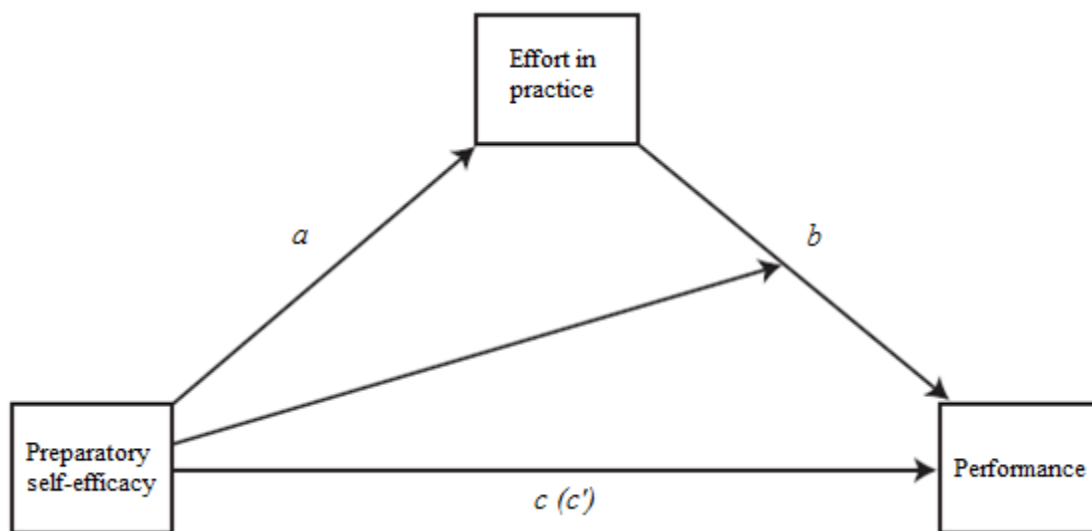 Effort in
practice
a
b
Preparatory
self-efficacy
Performance
c (c')